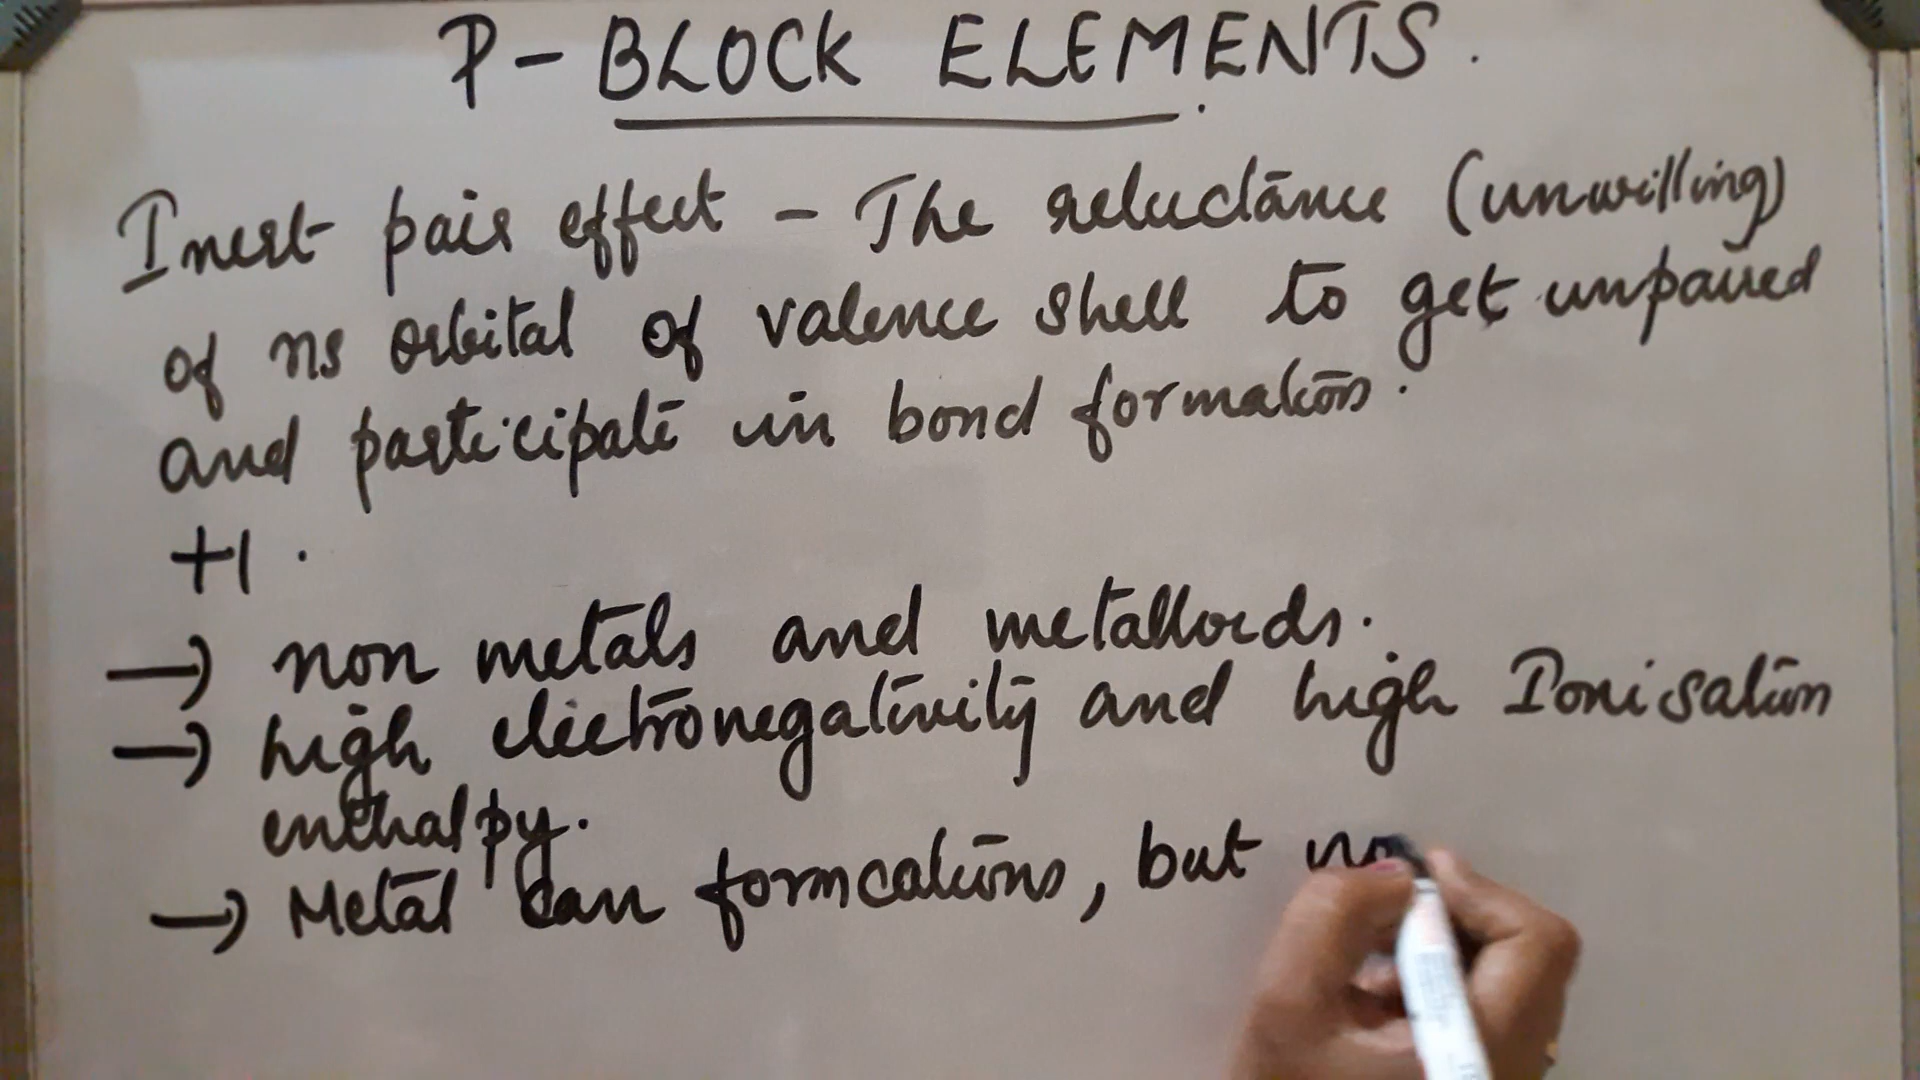 P-BLOCK ELEMENTS.
Inert pair effect - The reluctance (unwilling)
of ns orbital of valence shell to get unpaired
and participate in bond formation.
+1.
→ non metals and metalloids.
→ high electronegativity and high Ionisation
enthalpy.
→ Metal can form cations, but